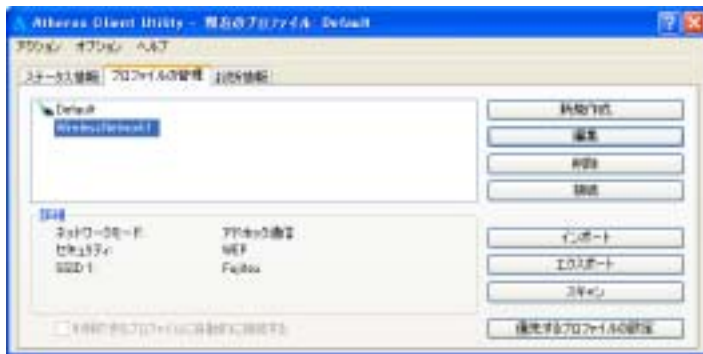 Atheros Client Utility - 現在のプロファイル: Default
アクション オプション ヘルプ
ステータス情報 プロファイルの管理 診断情報
Default
WirelessNetwork1
新規作成
編集
削除
接続
詳細
ネットワークモード: アドホック通信
セキュリティ: WEP
SSID 1: Fujitsu
インポート
エクスポート
スキャン
優先するプロファイルの設定